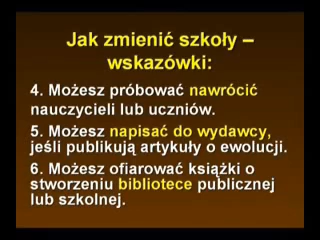 Jak zmienić szkoły –
wskazówki:
4. Możesz próbować nawrócić
nauczycieli lub uczniów.
5. Możesz napisać do wydawcy,
jeśli publikują artykuły o ewolucji.
6. Możesz ofiarować książki o
stworzeniu bibliotece publicznej
lub szkolnej.